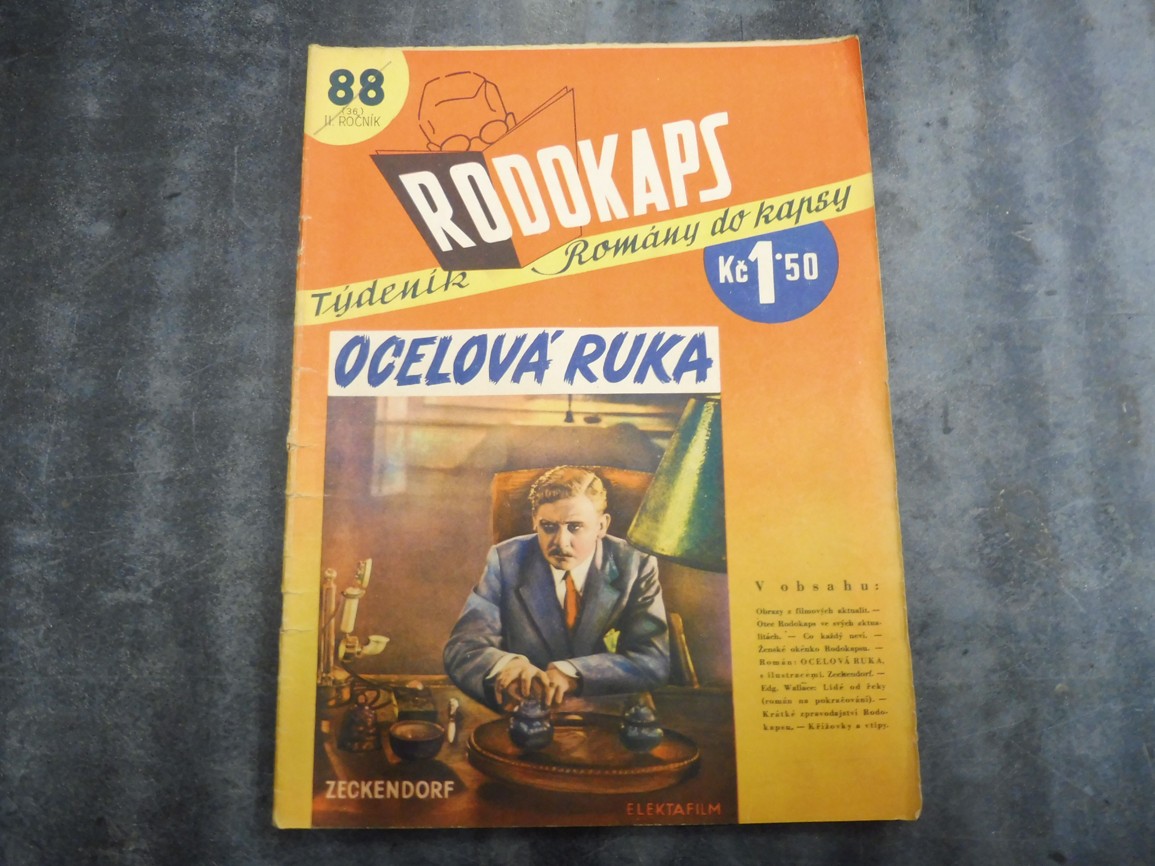 88
(36)
II. ROČNÍK
RODOKAPS
Týdeník Romány do kapsy
Kč 1·50
OCELOVÁ RUKA
V obsahu:
Obrazy z filmových aktualit. —
Otec Rodokaps ve svých aktua-
litách. — Co každý neví. —
Ženské okénko Rodokapsu. —
Román: OCELOVÁ RUKA,
s ilustracemi. Zeckendorf. —
Edg. Wallace: Lidé od řeky
(román na pokračování). —
Krátké zpravodajství Rodo-
kapsu. — Křížovky a vtipy.
ZECKENDORF
ELEKTAFILM